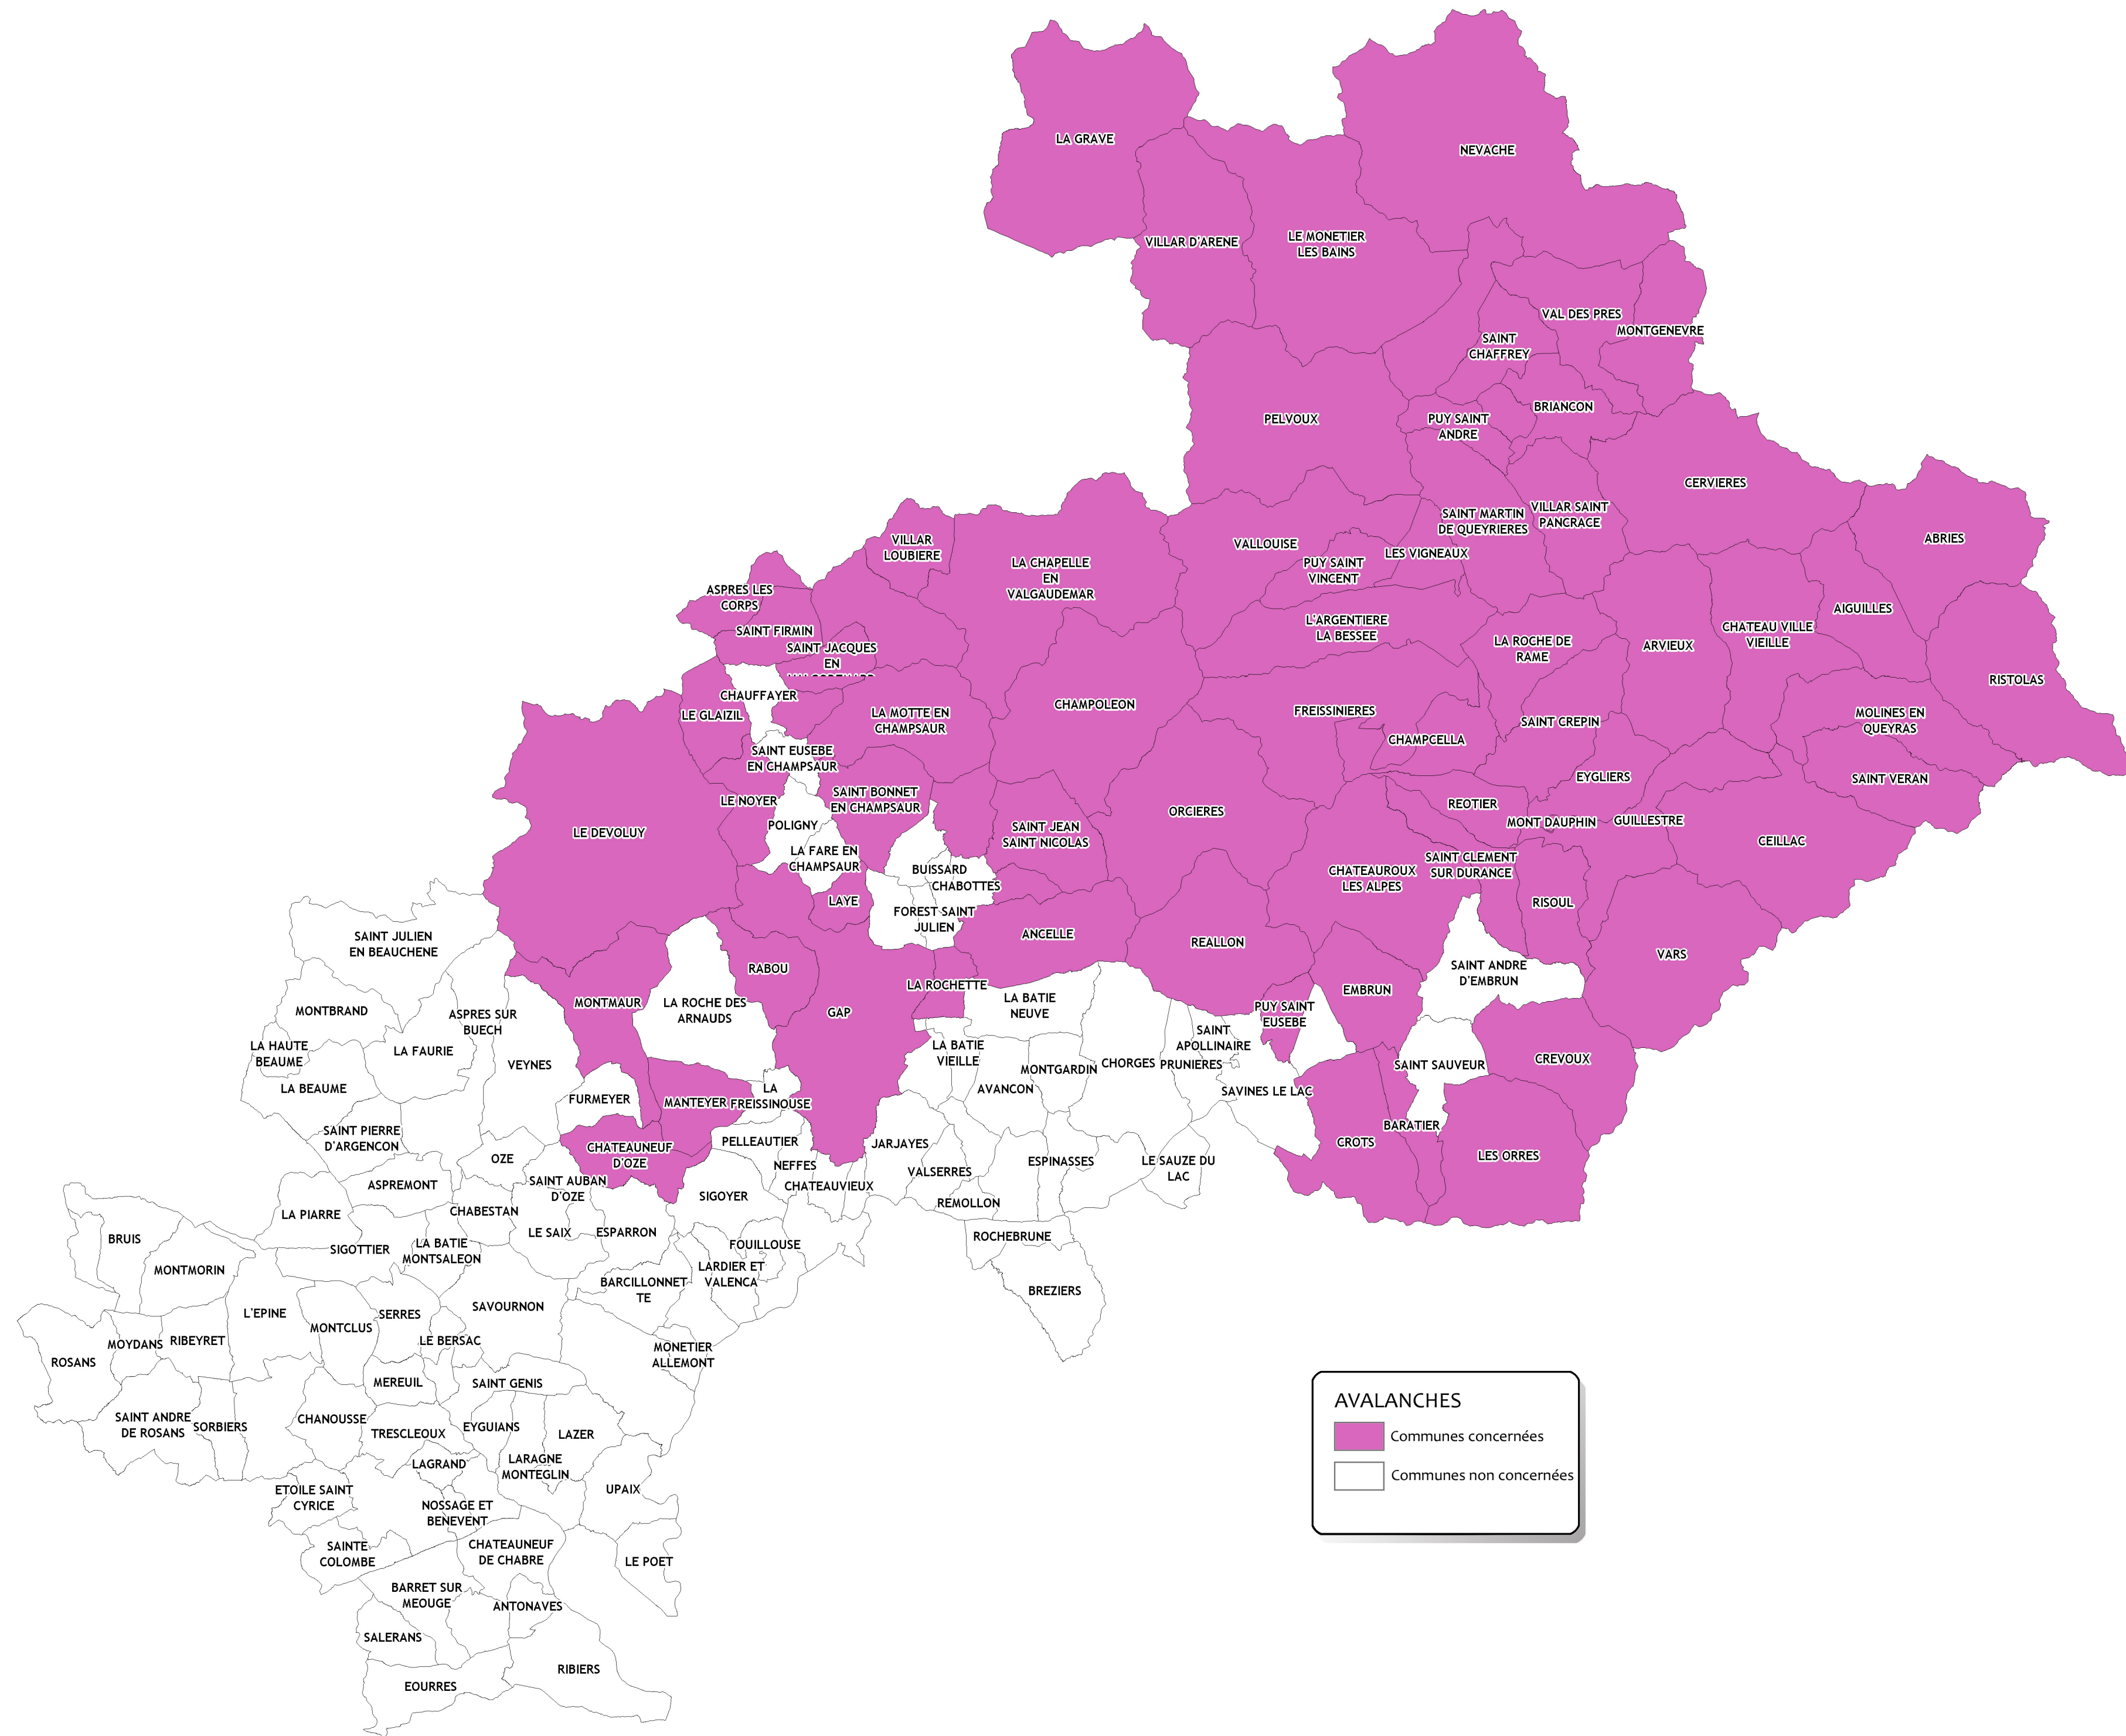 LA GRAVE
NEVACHE
VILLAR D'ARENE
LE MONETIER
LES BAINS
VAL DES PRES
MONTGENEVRE
SAINT
CHAFFREY
BRIANCON
PELVOUX
PUY SAINT
ANDRE
CERVIERES
SAINT MARTIN
DE QUEYRIERES
VILLAR SAINT
PANCRACE
ABRIES
VILLAR
LOUBIERE
VALLOUISE
LES VIGNEAUX
PUY SAINT
VINCENT
LA CHAPELLE
EN
VALGAUDEMAR
ASPRES LES
CORPS
AIGUILLES
L'ARGENTIERE
LA BESSEE
CHATEAU VILLE
VIEILLE
SAINT FIRMIN
SAINT JACQUES
EN
LA ROCHE DE
RAME
ARVIEUX
RISTOLAS
CHAUFFAYER
LE GLAIZIL
CHAMPOLEON
FREISSINIERES
LA MOTTE EN
CHAMPSAUR
SAINT CREPIN
MOLINES EN
QUEYRAS
CHAMPCELLA
SAINT EUSEBE
EN CHAMPSAUR
EYGLIERS
SAINT VERAN
LE NOYER
SAINT BONNET
EN CHAMPSAUR
REOTIER
ORCIERES
POLIGNY
MONT DAUPHIN
GUILLESTRE
LE DEVOLUY
SAINT JEAN
SAINT NICOLAS
CEILLAC
LA FARE EN
CHAMPSAUR
SAINT CLEMENT
SUR DURANCE
BUISSARD
CHABOTTES
CHATEAUROUX
LES ALPES
LAYE
RISOUL
FOREST SAINT
JULIEN
SAINT JULIEN
EN BEAUCHENE
ANCELLE
REALLON
VARS
RABOU
SAINT ANDRE
D'EMBRUN
LA ROCHETTE
EMBRUN
MONTMAUR
LA ROCHE DES
ARNAUDS
LA BATIE
NEUVE
MONTBRAND
GAP
PUY SAINT
EUSEBE
ASPRES SUR
BUECH
SAINT
APOLLINAIRE
LA HAUTE
BEAUME
LA FAURIE
LA BATIE
VIEILLE
CREVOUX
VEYNES
CHORGES
PRUNIERES
SAINT SAUVEUR
MONTGARDIN
LA BEAUME
AVANCON
SAVINES LE LAC
FURMEYER
MANTEYER
LA
FREISSINOUSE
BARATIER
SAINT PIERRE
D'ARGENCON
PELLEAUTIER
JARJAYES
CROTS
CHATEAUNEUF
D'OZE
LES ORRES
OZE
NEFFES
ESPINASSES
LE SAUZE DU
LAC
VALSERRES
ASPREMONT
SAINT AUBAN
D'OZE
CHATEAUVIEUX
SIGOYER
REMOLLON
LA PIARRE
CHABESTAN
BRUIS
LE SAIX
ESPARRON
ROCHEBRUNE
SIGOTTIER
LA BATIE
MONTSALEON
FOUILLOUSE
MONTMORIN
LARDIER ET
VALENCA
BARCILLONNET
TE
BREZIERS
L'EPINE
SERRES
SAVOURNON
MONTCLUS
MOYDANS
RIBEYRET
LE BERSAC
ROSANS
MONETIER
ALLEMONT
MEREUIL
SAINT GENIS
SAINT ANDRE
DE ROSANS
SORBIERS
CHANOUSSE
TRESCLEOUX
EYGUIANS
LAZER
LAGRAND
LARAGNE
MONTEGLIN
ETOILE SAINT
CYRICE
UPAIX
NOSSAGE ET
BENEVENT
SAINTE
COLOMBE
CHATEAUNEUF
DE CHABRE
LE POET
BARRET SUR
MEOUGE
ANTONAVES
SALERANS
RIBIERS
EOURRES
AVALANCHES
Communes concernées
Communes non concernées